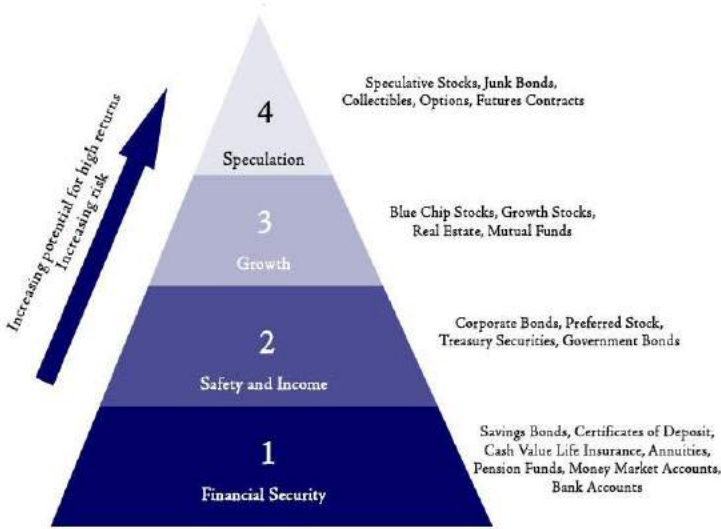 Increasing potential for high returns
Increasing risk
4
Speculation
Speculative Stocks, Junk Bonds,
Collectibles, Options, Futures Contracts
3
Growth
Blue Chip Stocks, Growth Stocks,
Real Estate, Mutual Funds
2
Safety and Income
Corporate Bonds, Preferred Stock,
Treasury Securities, Government Bonds
1
Financial Security
Savings Bonds, Certificates of Deposit,
Cash Value Life Insurance, Annuities,
Pension Funds, Money Market Accounts,
Bank Accounts